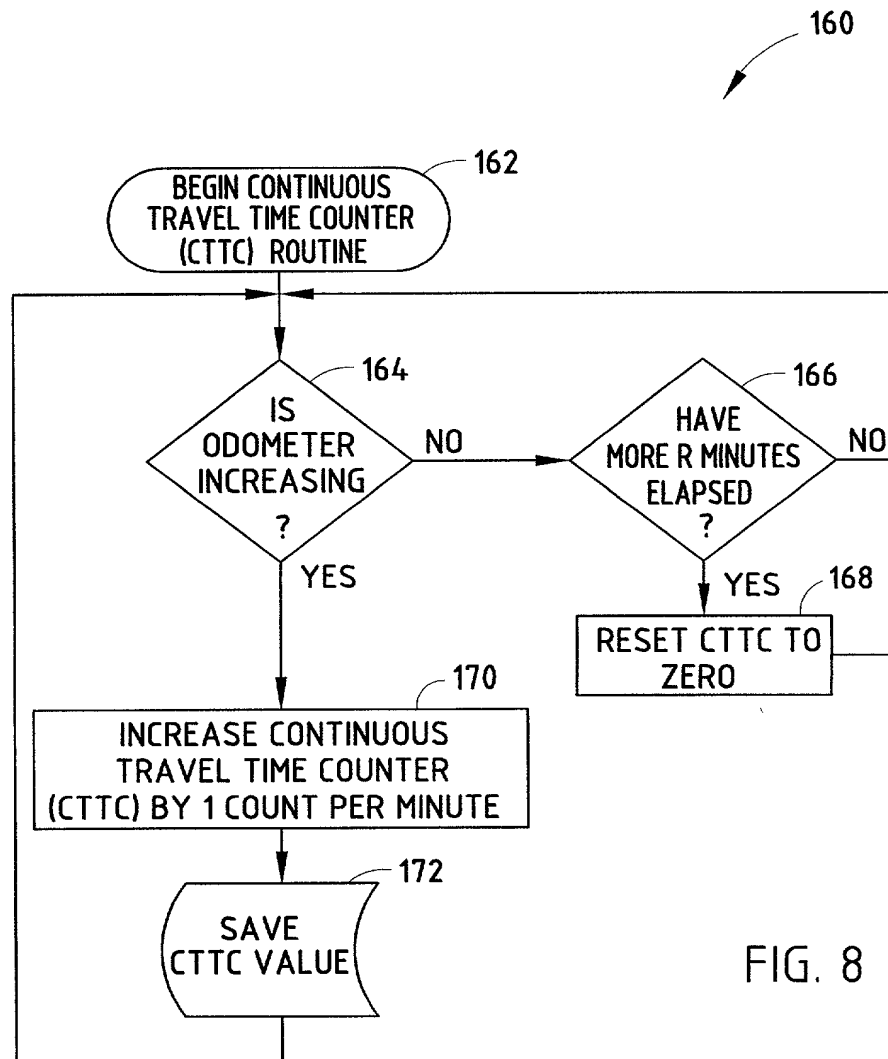 160
BEGIN CONTINUOUS
TRAVEL TIME COUNTER
(CTTC) ROUTINE
162
IS
ODOMETER
INCREASING
?
164
NO
YES
HAVE
MORE R MINUTES
ELAPSED
?
166
NO
YES
RESET CTTC TO
ZERO
168
INCREASE CONTINUOUS
TRAVEL TIME COUNTER
(CTTC) BY 1 COUNT PER MINUTE
170
SAVE
CTTC VALUE
172
FIG. 8